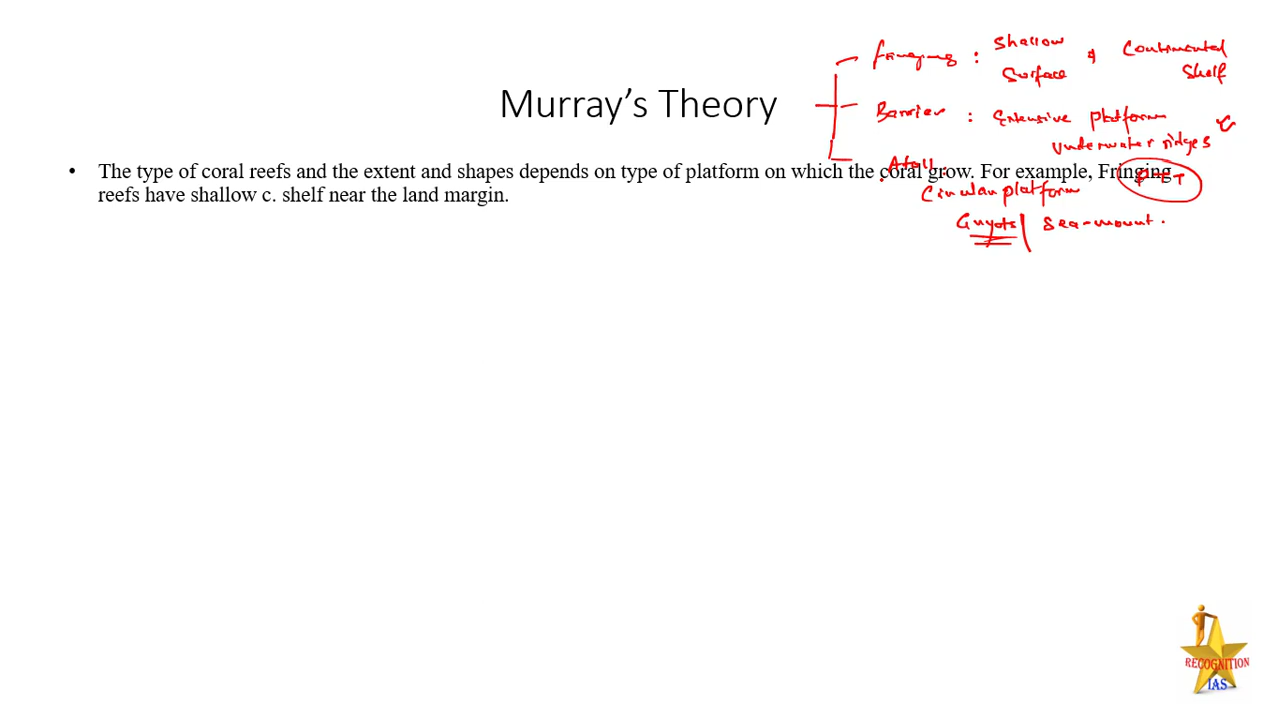 Fringing : Shallow Surface & Continental Shelf
Murray's Theory
Barrier : Extensive platform
underwater ridges
• The type of coral reefs and the extent and shapes depends on type of platform on which the coral grow. For example, Fringing
reefs have shallow c. shelf near the land margin.
Atoll :
Circular platform
Guyots / Sea-mount.
RECOGNITION
IAS